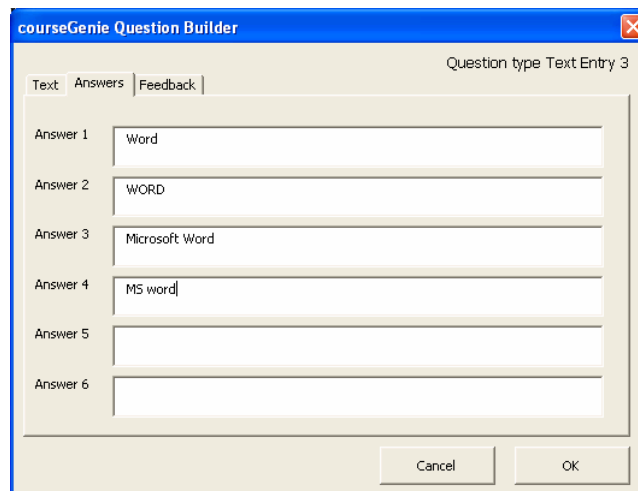 courseGenie Question Builder
Question type Text Entry 3
Text Answers Feedback
Answer 1 Word
Answer 2 WORD
Answer 3 Microsoft Word
Answer 4 MS word
Answer 5
Answer 6
Cancel OK